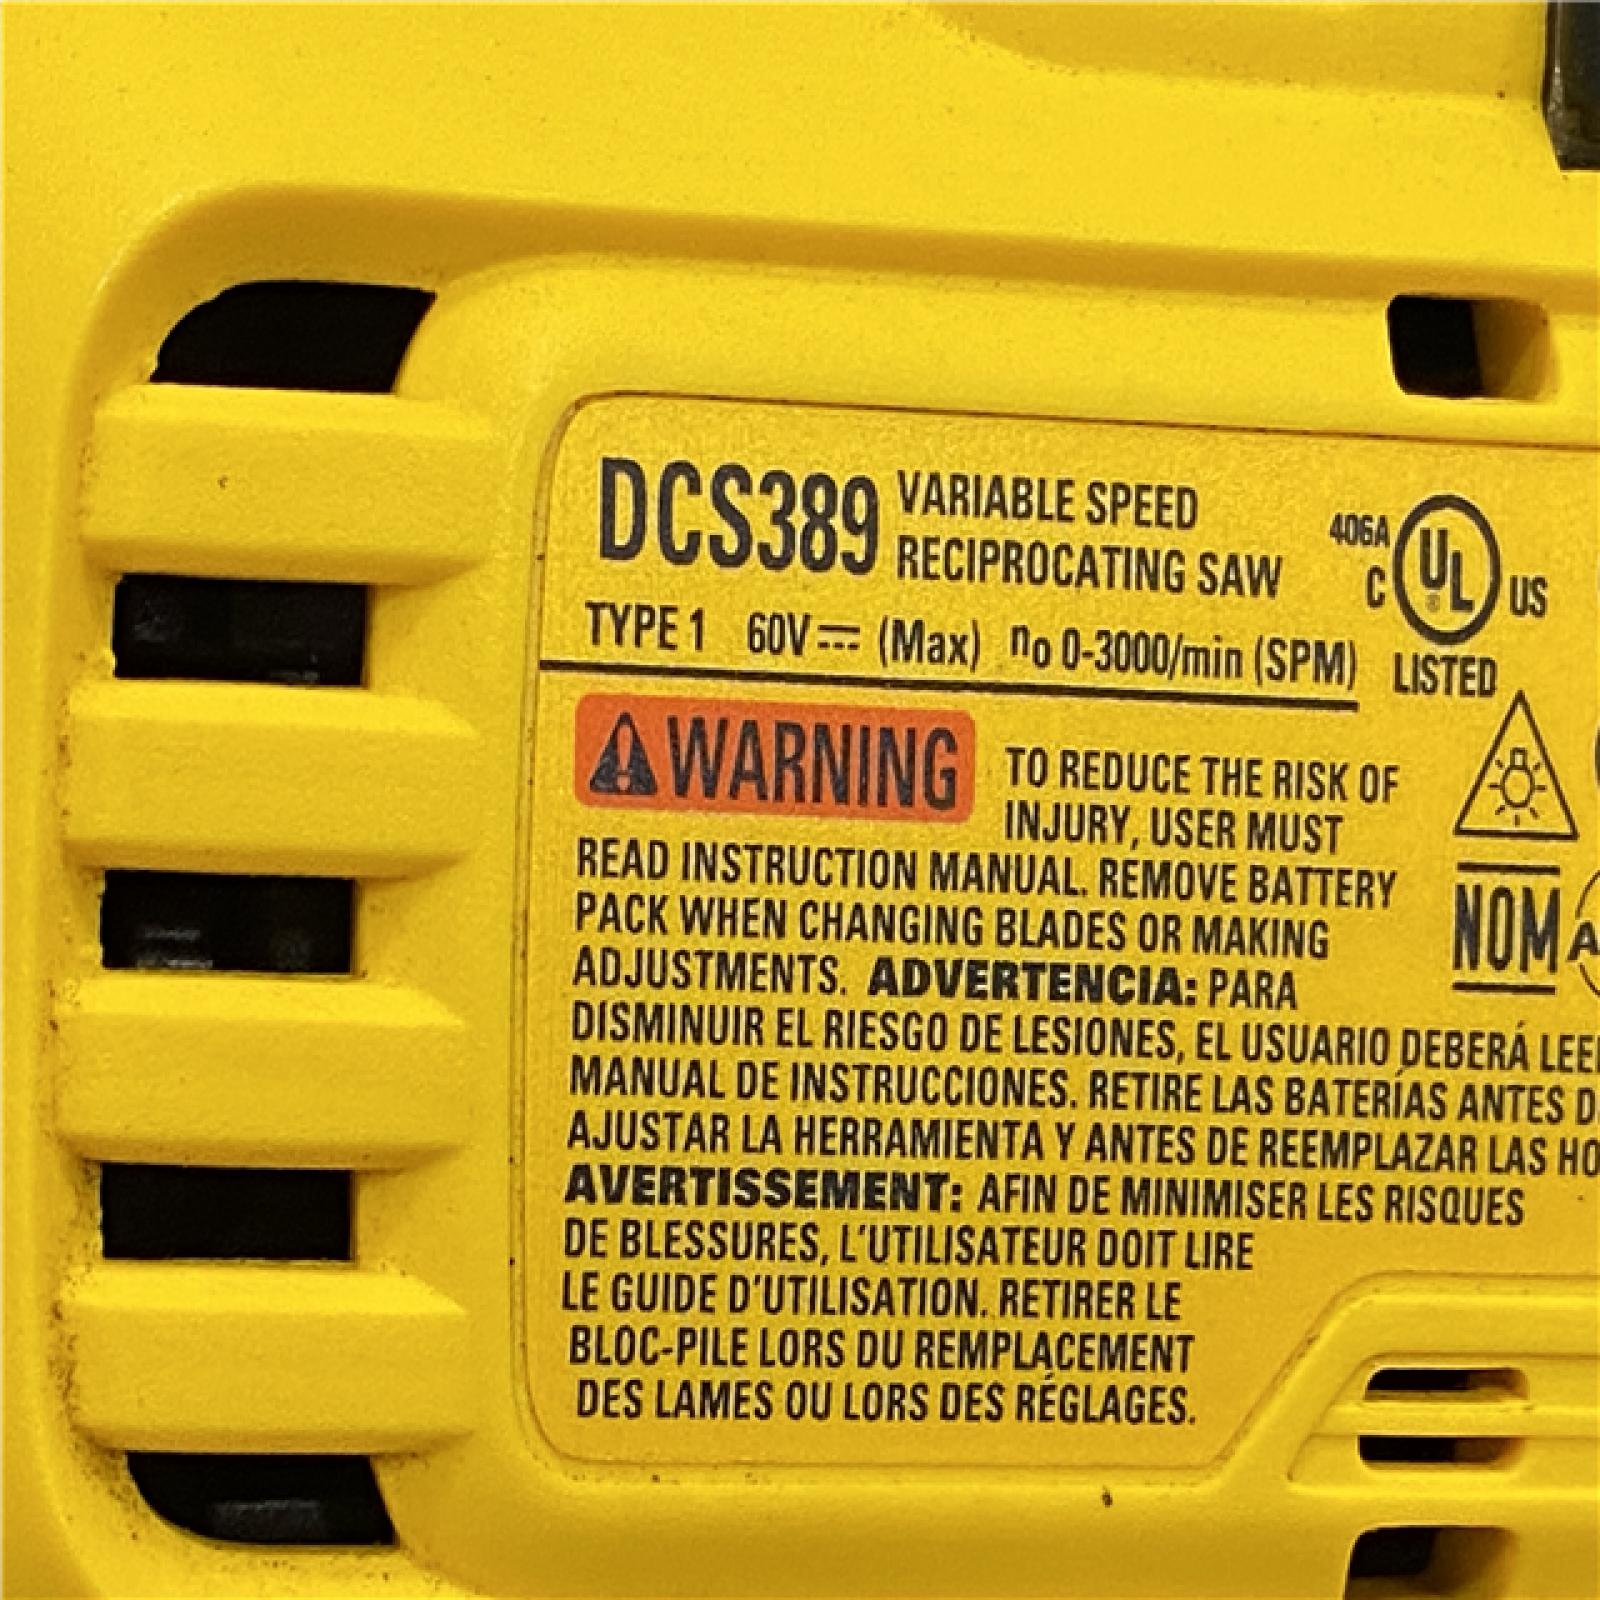 DCS389 VARIABLE SPEED
RECIPROCATING SAW
406A
C UL ® US
LISTED
TYPE 1 60V (Max) no 0-3000/min (SPM)
WARNING TO REDUCE THE RISK OF
INJURY, USER MUST
READ INSTRUCTION MANUAL. REMOVE BATTERY
PACK WHEN CHANGING BLADES OR MAKING
ADJUSTMENTS. ADVERTENCIA: PARA
DISMINUIR EL RIESGO DE LESIONES, EL USUARIO DEBERÁ
MANUAL DE INSTRUCCIONES. RETIRE LAS BATERÍAS ANTES
AJUSTAR LA HERRAMIENTA Y ANTES DE REEMPLAZAR LAS
AVERTISSEMENT: AFIN DE MINIMISER LES RISQUES
DE BLESSURES, L'UTILISATEUR DOIT LIRE
LE GUIDE D'UTILISATION. RETIRER LE
BLOC-PILE LORS DU REMPLACEMENT
DES LAMES OU LORS DES RÉGLAGES.
NOM